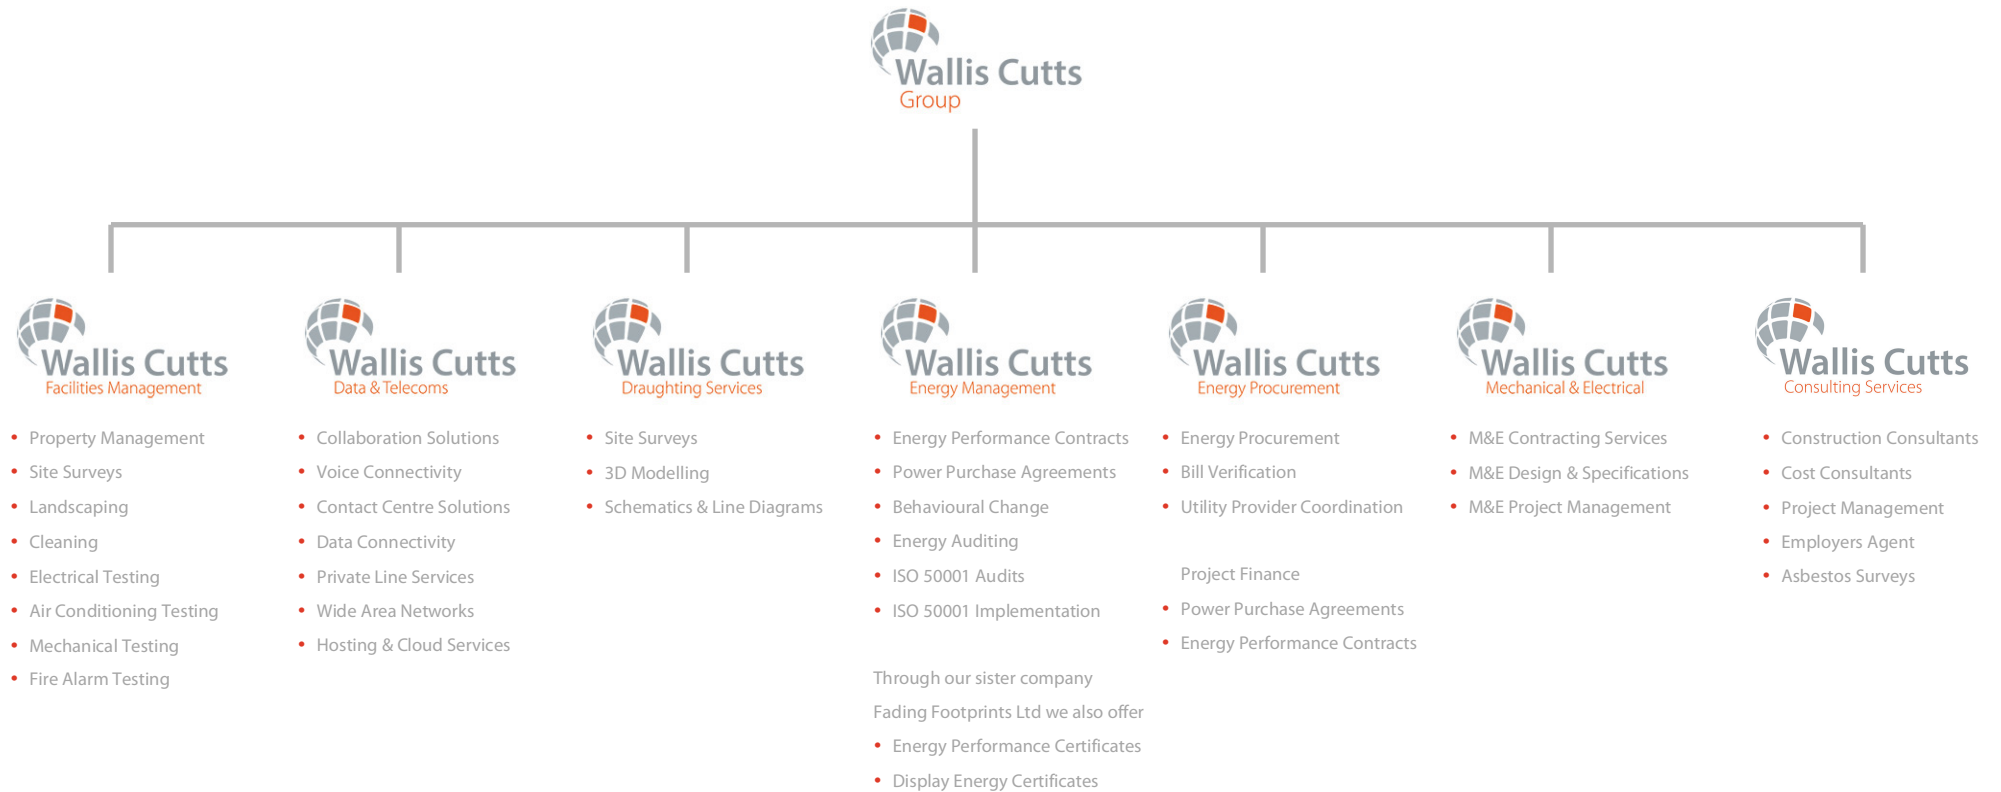 Wallis Cutts
Group
Wallis Cutts
Facilities Management
• Property Management
• Site Surveys
• Landscaping
• Cleaning
• Electrical Testing
• Air Conditioning Testing
• Mechanical Testing
• Fire Alarm Testing
Wallis Cutts
Data & Telecoms
• Collaboration Solutions
• Voice Connectivity
• Contact Centre Solutions
• Data Connectivity
• Private Line Services
• Wide Area Networks
• Hosting & Cloud Services
Wallis Cutts
Draughting Services
• Site Surveys
• 3D Modelling
• Schematics & Line Diagrams
Wallis Cutts
Energy Management
• Energy Performance Contracts
• Power Purchase Agreements
• Behavioural Change
• Energy Auditing
• ISO 50001 Audits
• ISO 50001 Implementation
Through our sister company
Fading Footprints Ltd we also offer
• Energy Performance Certificates
• Display Energy Certificates
Wallis Cutts
Energy Procurement
• Energy Procurement
• Bill Verification
• Utility Provider Coordination
Project Finance
• Power Purchase Agreements
• Energy Performance Contracts
Wallis Cutts
Mechanical & Electrical
• M&E Contracting Services
• M&E Design & Specifications
• M&E Project Management
Wallis Cutts
Consulting Services
• Construction Consultants
• Cost Consultants
• Project Management
• Employers Agent
• Asbestos Surveys